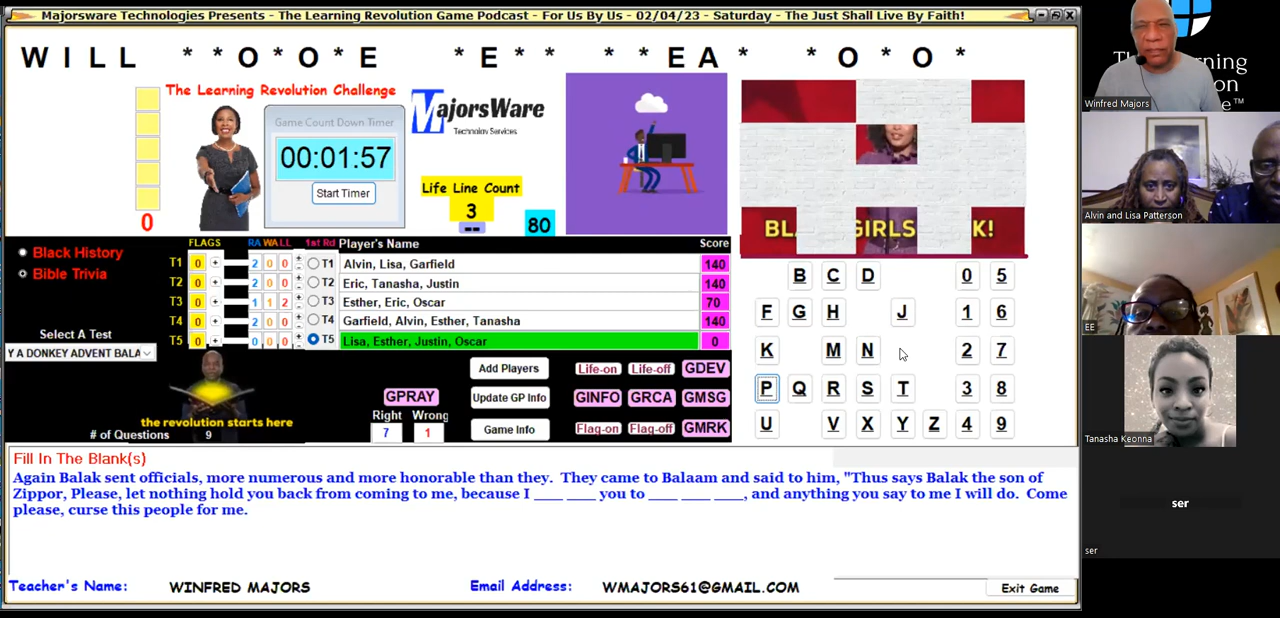 Majorsware Technologies Presents - The Learning Revolution Game Podcast - For Us By Us - 02/04/23 - Saturday - The Just Shall Live By Faith!
WILL **O*O*E *E** **EA* *O*O*
The Learning Revolution Challenge
Game Count Down Timer
00:01:57
Start Timer
0
MajorsWare
Technology Services
Life Line Count
3
--
80
BL GIRLS K!
Black History
Bible Trivia
Select A Test
Y A DONKEY ADVENT BALA
FLAGS RA WA LL 1st Rd Player's Name Score
T1 0 + 2 0 0 + - T1 Alvin, Lisa, Garfield 140
T2 0 + 2 0 0 + - T2 Eric, Tanasha, Justin 140
T3 0 + 1 1 2 + - T3 Esther, Eric, Oscar 70
T4 0 + 2 0 0 + - T4 Garfield, Alvin, Esther, Tanasha 140
T5 0 + 0 0 0 + - T5 Lisa, Esther, Justin, Oscar 0
the revolution starts here
# of Questions 9
GPRAY
Right Wrong
7 1
Add Players Life-on Life-off GDEV
Update GP Info GINFO GRCA GMSG
Game Info Flag-on Flag-off GMRK
B C D 0 5
F G H J 1 6
K M N 2 7
P Q R S T 3 8
U V X Y Z 4 9
Fill In The Blank(s)
Again Balak sent officials, more numerous and more honorable than they. They came to Balaam and said to him, "Thus says Balak the son of
Zippor, Please, let nothing hold you back from coming to me, because I ____ ____ you to ____ ____ ____, and anything you say to me I will do. Come
please, curse this people for me.
Teacher's Name: WINFRED MAJORS Email Address: WMAJORS61@GMAIL.COM Exit Game
Winfred Majors
Alvin and Lisa Patterson
EE
Tanasha Keonna
ser
ser